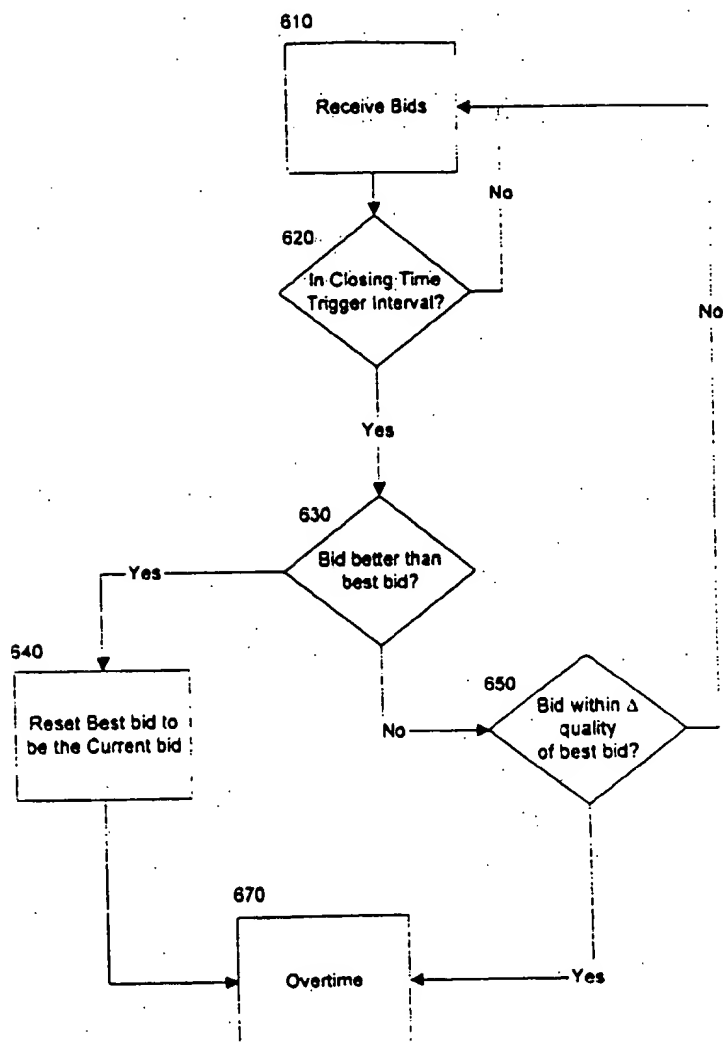 610
Receive Bids
No
620
In Closing Time
Trigger Interval?
No
Yes
630
Bid better than
best bid?
Yes
640
650
Reset Best bid to
be the Current bid
No
Bid within Δ
quality
of best bid?
670
Overtime
Yes